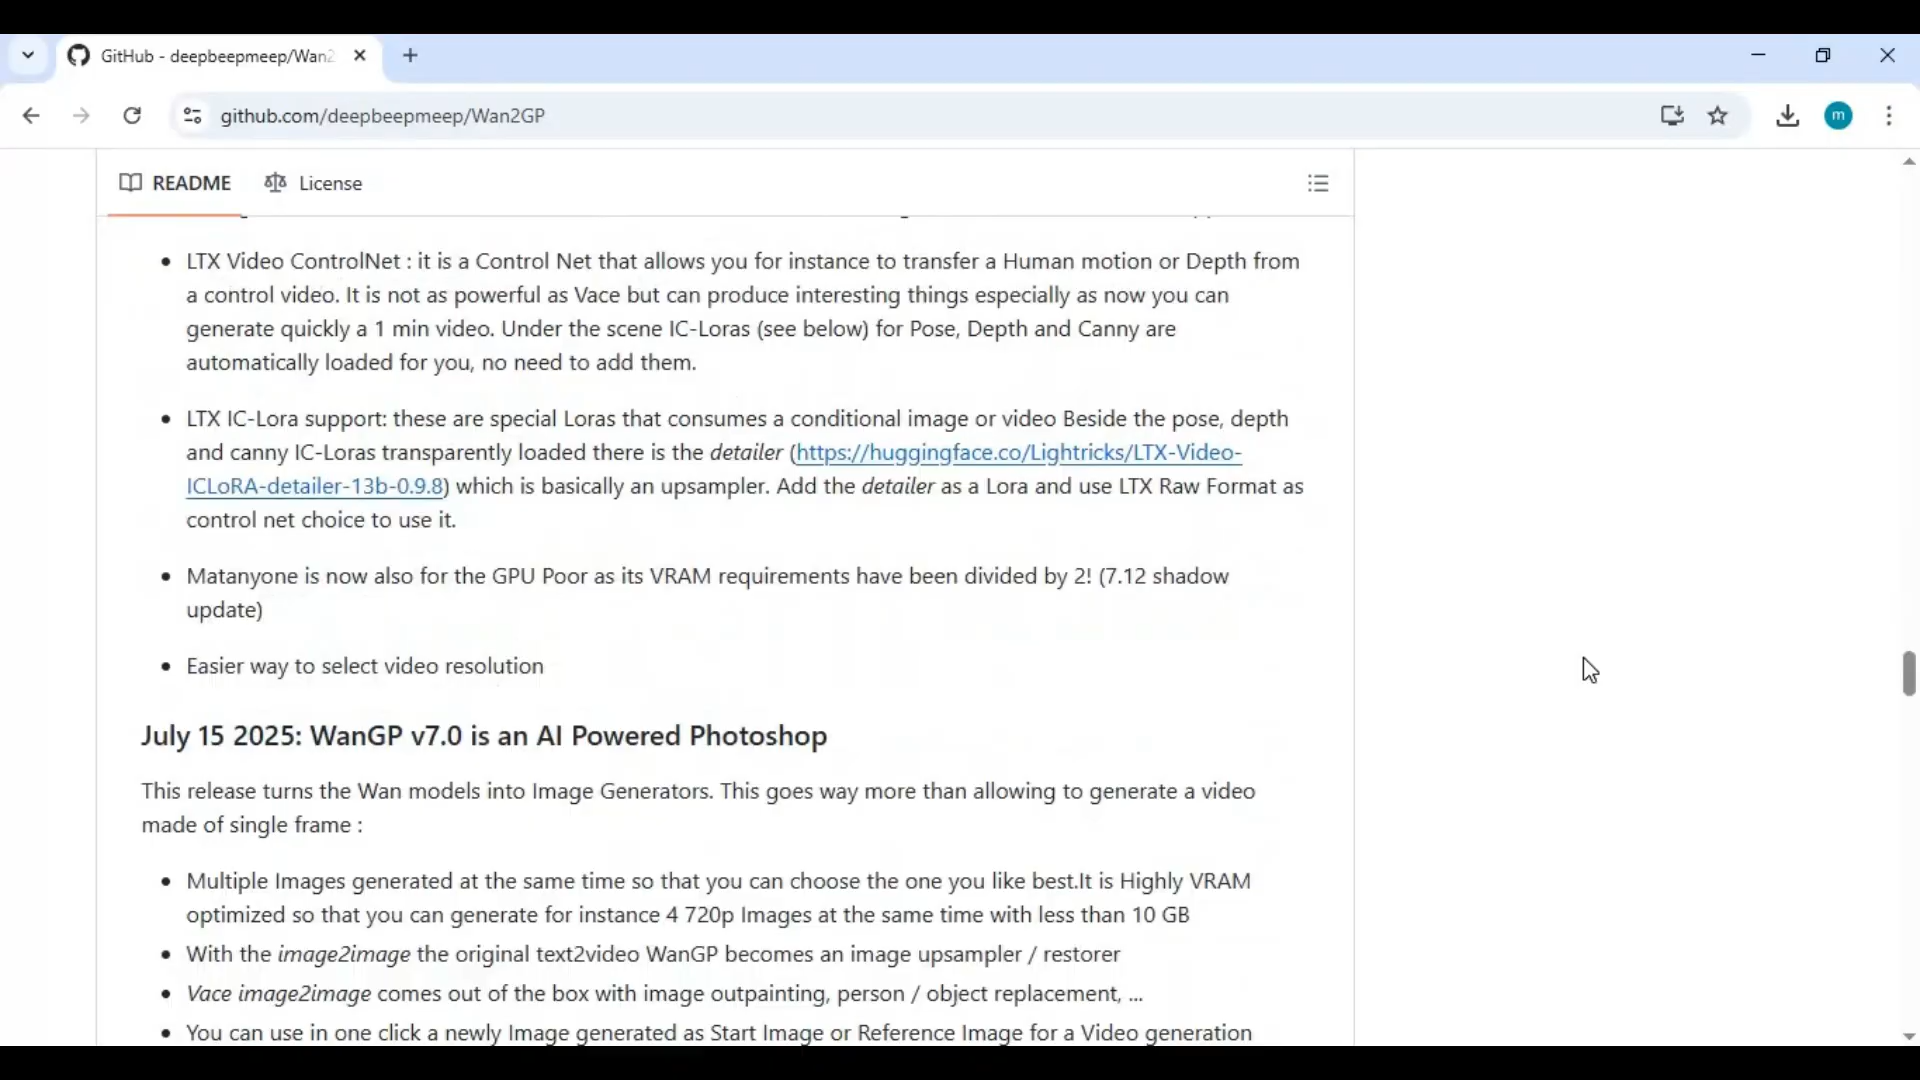 GitHub - deepbeepmeep/Wan2
github.com/deepbeepmeep/Wan2GP
m
README
License
LTX Video ControlNet : it is a Control Net that allows you for instance to transfer a Human motion or Depth from
a control video. It is not as powerful as Vace but can produce interesting things especially as now you can
generate quickly a 1 min video. Under the scene IC-Loras (see below) for Pose, Depth and Canny are
automatically loaded for you, no need to add them.
LTX IC-Lora support: these are special Loras that consumes a conditional image or video Beside the pose, depth
and canny IC-Loras transparently loaded there is the detailer (https://huggingface.co/Lightricks/LTX-Video-
ICLoRA-detailer-13b-0.9.8) which is basically an upsampler. Add the detailer as a Lora and use LTX Raw Format as
control net choice to use it.
Matanyone is now also for the GPU Poor as its VRAM requirements have been divided by 2! (7.12 shadow
update)
Easier way to select video resolution
July 15 2025: WanGP v7.0 is an AI Powered Photoshop
This release turns the Wan models into Image Generators. This goes way more than allowing to generate a video
made of single frame :
Multiple Images generated at the same time so that you can choose the one you like best.It is Highly VRAM
optimized so that you can generate for instance 4 720p Images at the same time with less than 10 GB
With the image2image the original text2video WanGP becomes an image upsampler / restorer
Vace image2image comes out of the box with image outpainting, person / object replacement, ...
You can use in one click a newly Image generated as Start Image or Reference Image for a Video generation